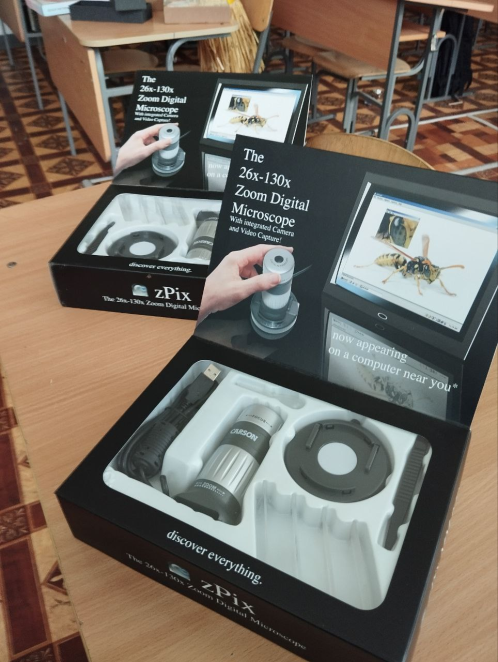 The
26x-130x
Zoom Digital
Microscope
With integrated Camera
and Video Capture!
discover everything.
zPix
The 26x-130x Zoom Digital
The
26x-130x
Zoom Digital
Microscope
With integrated Camera
and Video Capture!
now appearing
on a computer near you*
CARSON
discover everything.
zPix
The 26x-130x Zoom Digital Microscope